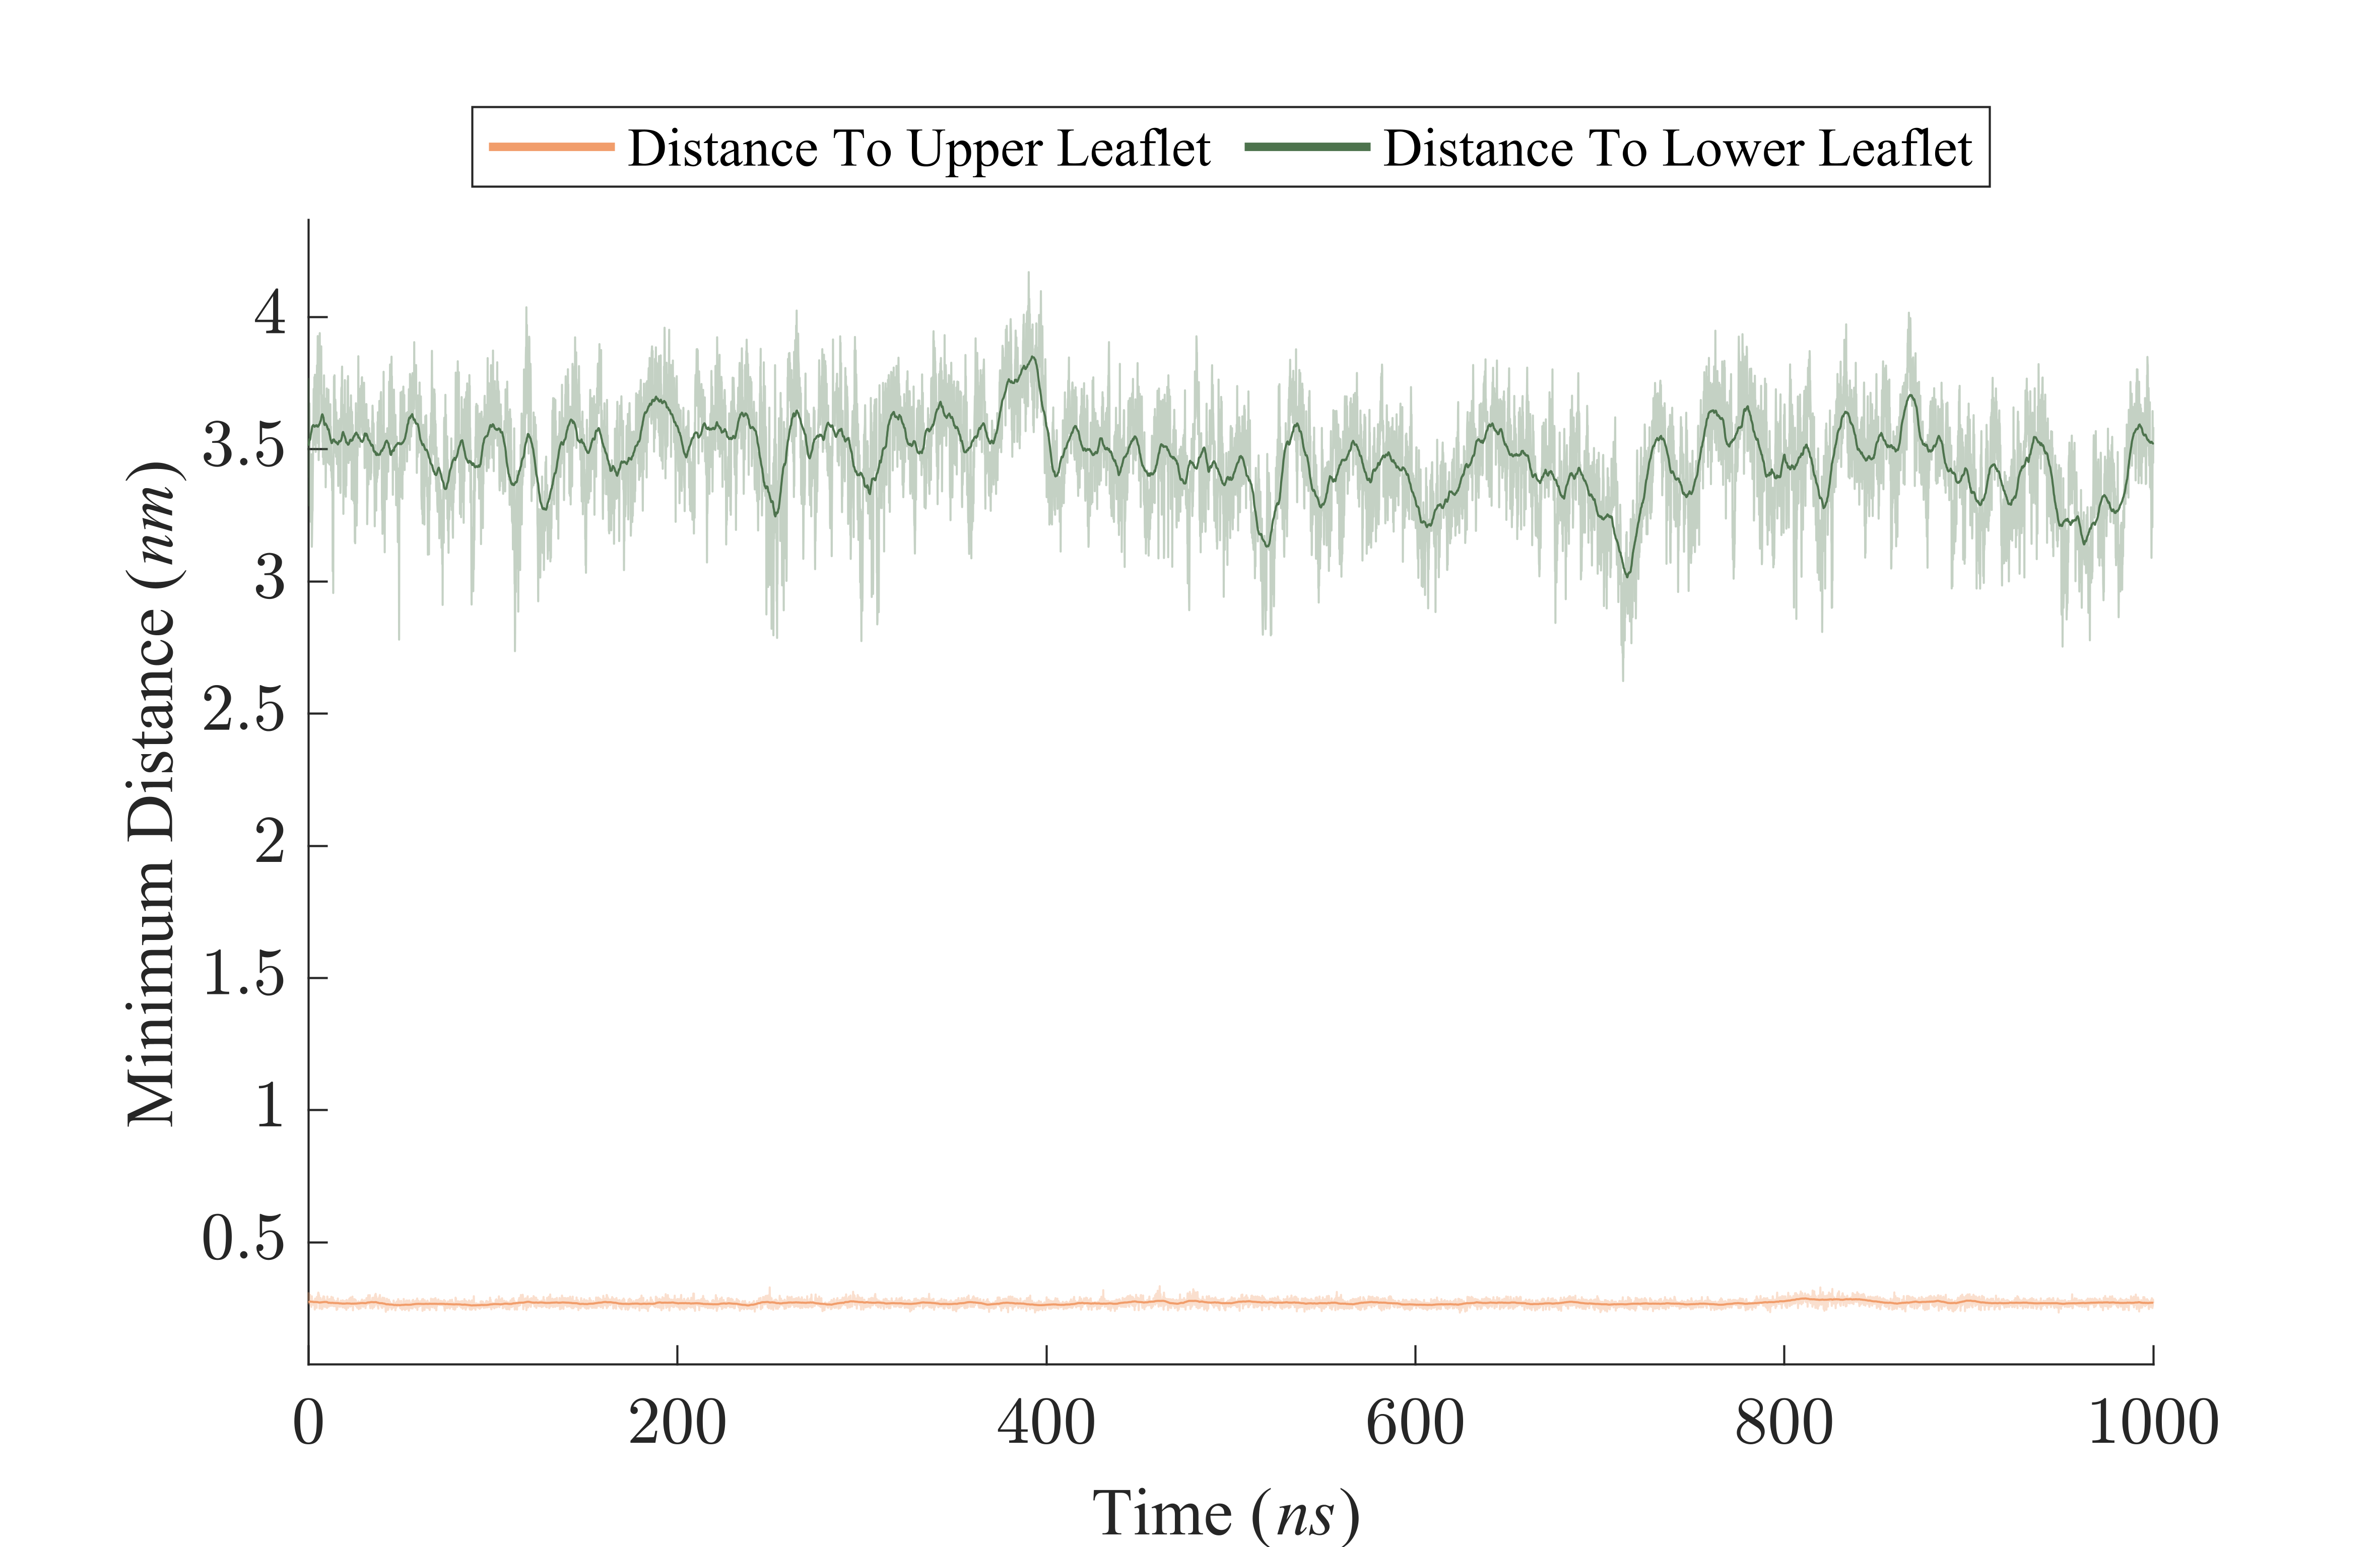 Distance To Upper Leaflet Distance To Lower Leaflet
Minimum Distance (nm)
4
3.5
3
2.5
2
1.5
1
0.5
0 200 400 600 800 1000
Time (ns)